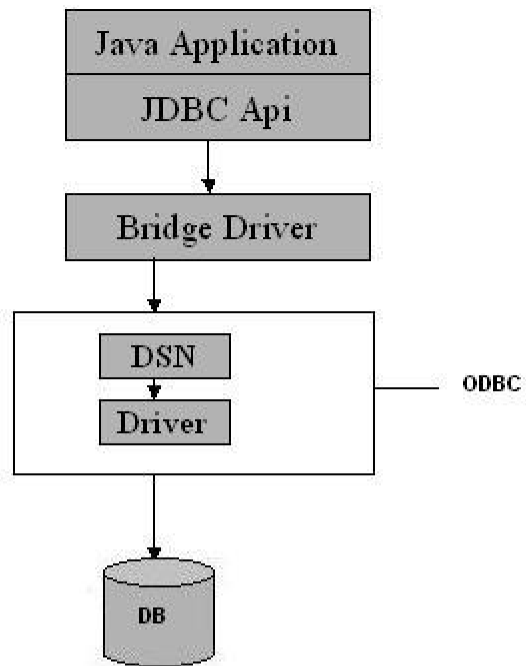 Java Application
JDBC Api
Bridge Driver
DSN
Driver
ODBC
DB